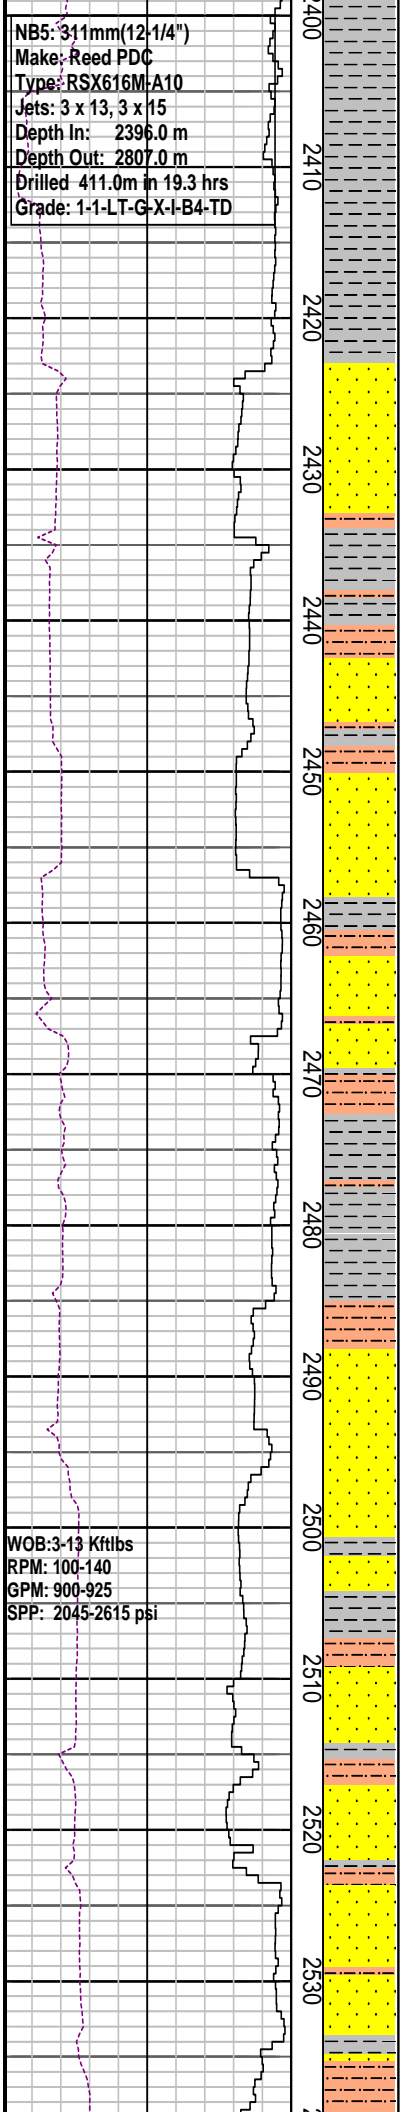 NB5: 311mm(12-1/4")
Make: Reed PDC
Type: RSX616M-A10
Jets: 3 x 13, 3 x 15
Depth In: 2396.0 m
Depth Out: 2807.0 m
Drilled 411.0m in 19.3 hrs
Grade: 1-1-LT-G-X-I-B4-TD
2400
2410
2420
2430
2440
2450
2460
2470
2480
2490
2500
WOB:3-13 Kftlbs
RPM: 100-140
GPM: 900-925
SPP: 2045-2615 psi
2510
2520
2530